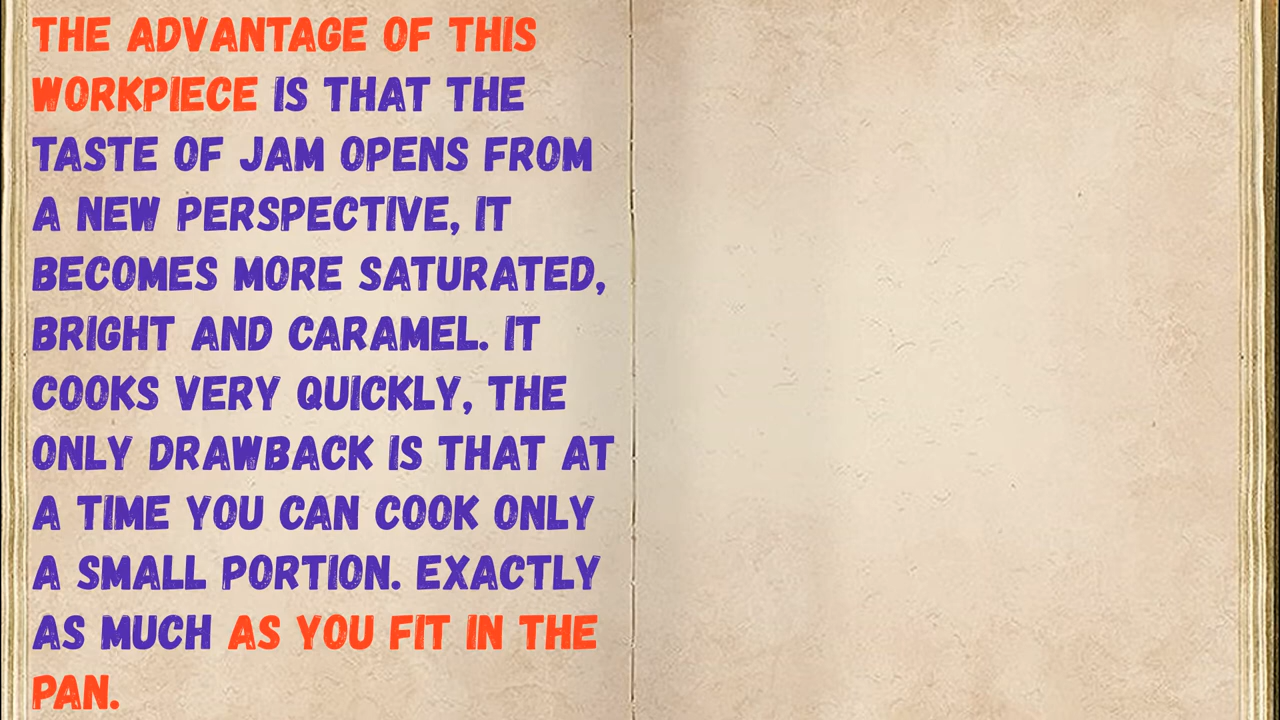 THE ADVANTAGE OF THIS
WORKPIECE IS THAT THE
TASTE OF JAM OPENS FROM
A NEW PERSPECTIVE, IT
BECOMES MORE SATURATED,
BRIGHT AND CARAMEL. IT
COOKS VERY QUICKLY, THE
ONLY DRAWBACK IS THAT AT
A TIME YOU CAN COOK ONLY
A SMALL PORTION. EXACTLY
AS MUCH AS YOU FIT IN THE
PAN.